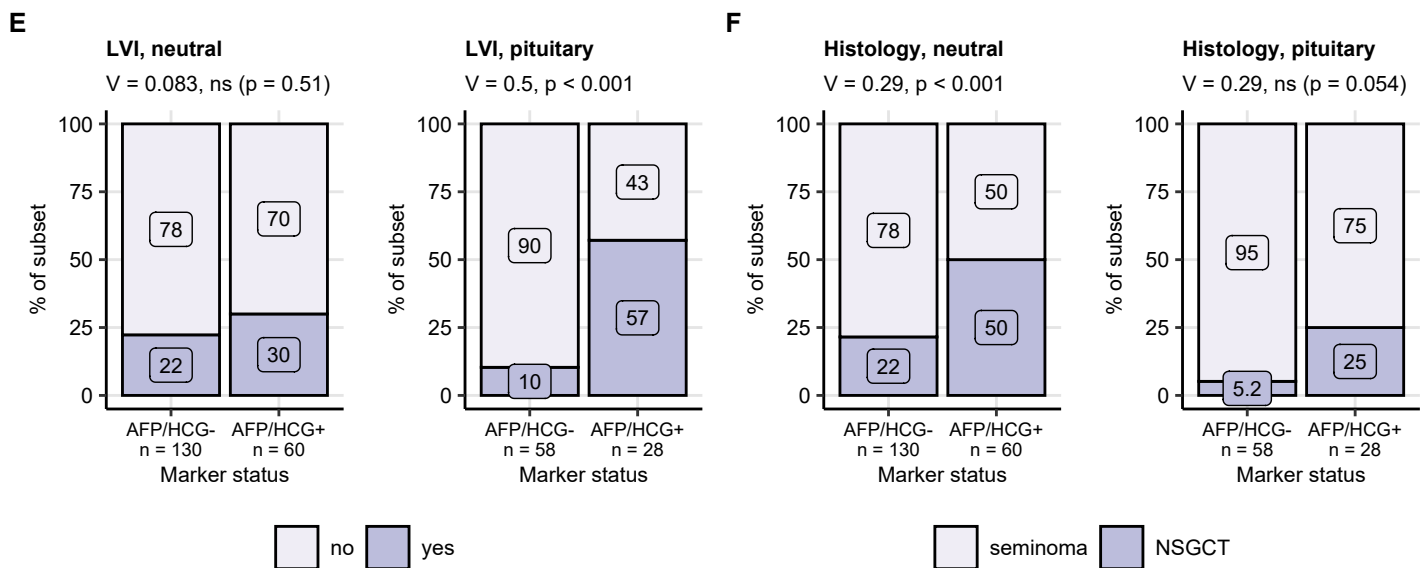 E
F
LVI, neutral
V = 0.083, ns (p = 0.51)
% of subset
100
75
50
25
0
78
22
70
30
AFP/HCG-
n = 130
AFP/HCG+
n = 60
Marker status
LVI, pituitary
V = 0.5, p < 0.001
% of subset
100
75
50
25
0
90
10
43
57
AFP/HCG-
n = 58
AFP/HCG+
n = 28
Marker status
no
yes
Histology, neutral
V = 0.29, p < 0.001
% of subset
100
75
50
25
0
78
22
50
50
AFP/HCG-
n = 130
AFP/HCG+
n = 60
Marker status
Histology, pituitary
V = 0.29, ns (p = 0.054)
% of subset
100
75
50
25
0
95
5.2
75
25
AFP/HCG-
n = 58
AFP/HCG+
n = 28
Marker status
seminoma
NSGCT